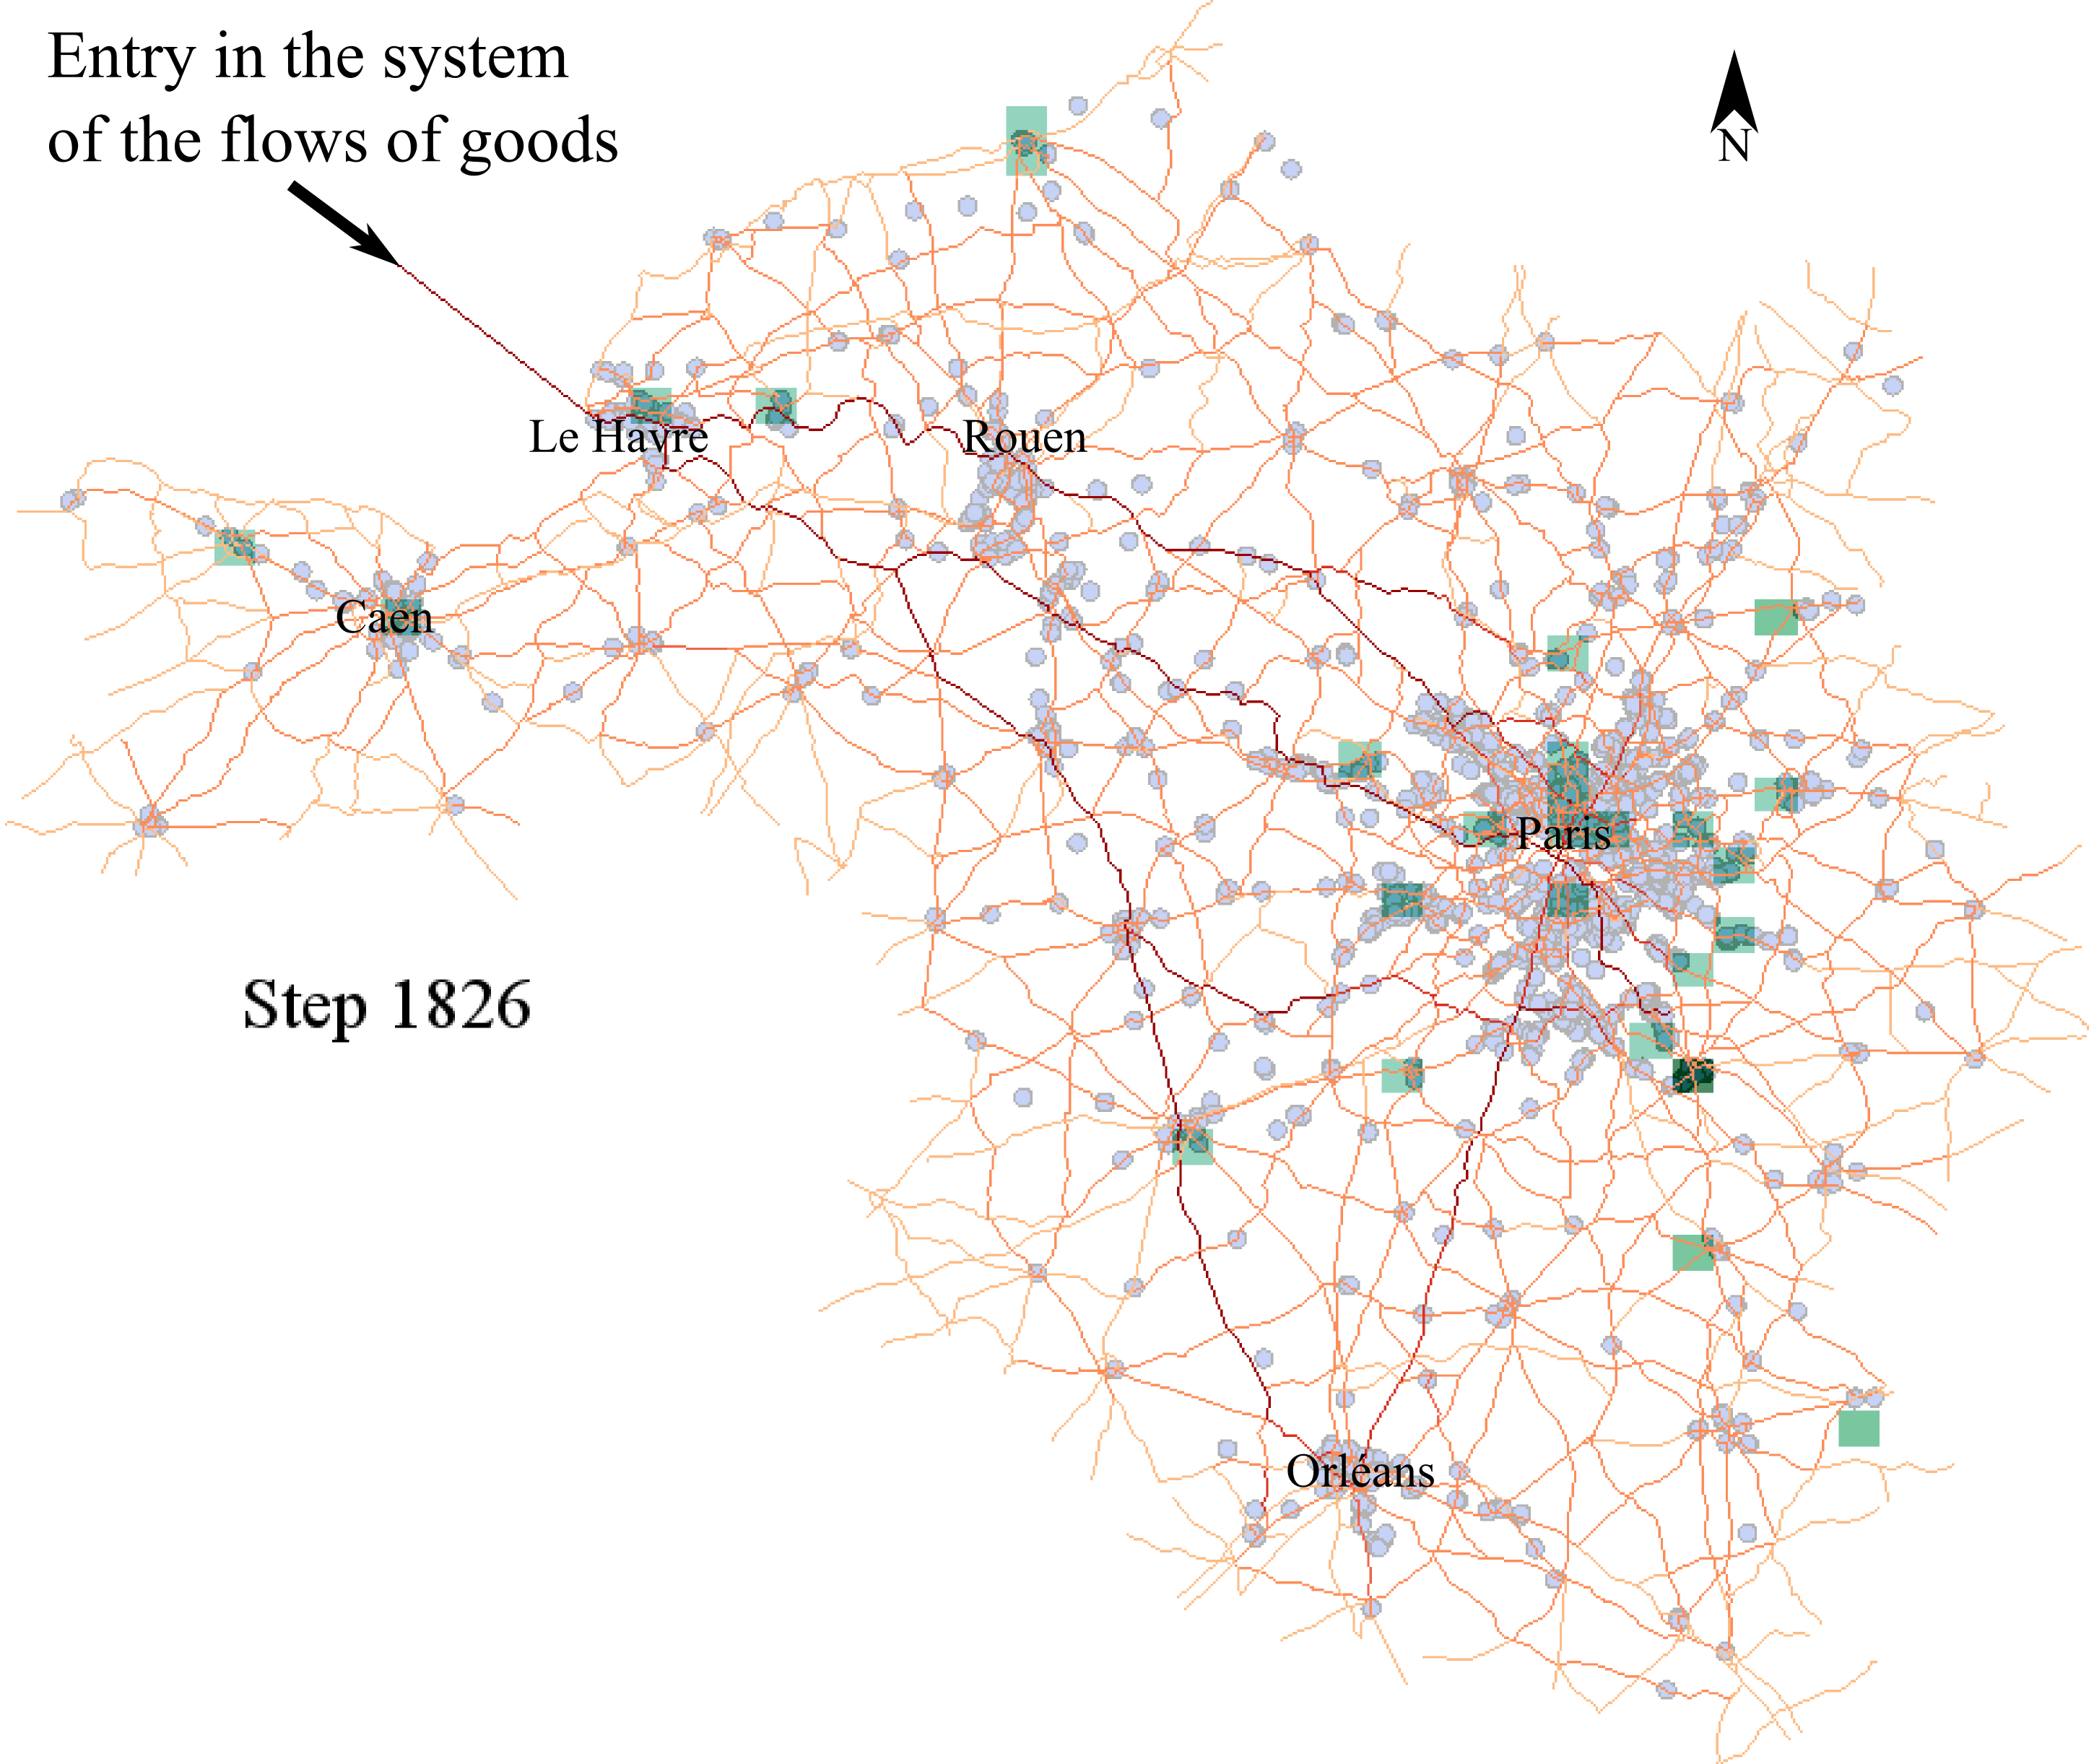 Entry in the system
of the flows of goods
N
Le Havre
Rouen
Caen
Paris
Step 1826
Orléans